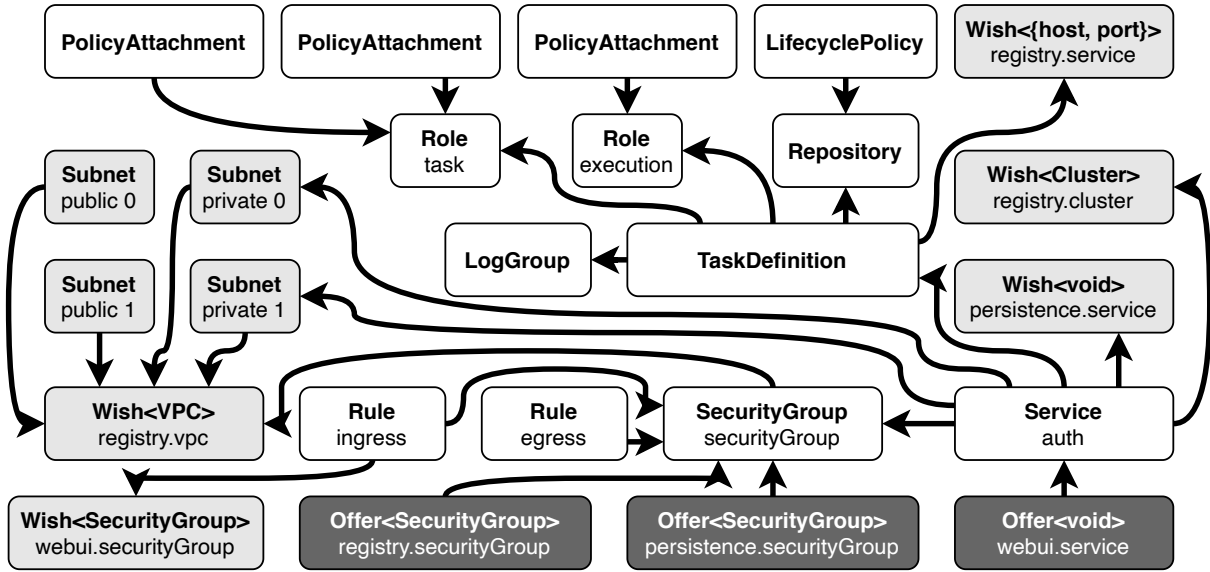 PolicyAttachment
PolicyAttachment
PolicyAttachment
LifecyclePolicy
Wish<{host, port}>
registry.service
Role
task
Role
execution
Repository
Subnet
public 0
Subnet
private 0
Wish<Cluster>
registry.cluster
LogGroup
TaskDefinition
Subnet
public 1
Subnet
private 1
Wish<void>
persistence.service
Wish<VPC>
registry.vpc
Rule
ingress
Rule
egress
SecurityGroup
securityGroup
Service
auth
Wish<SecurityGroup>
webui.securityGroup
Offer<SecurityGroup>
registry.securityGroup
Offer<SecurityGroup>
persistence.securityGroup
Offer<void>
webui.service